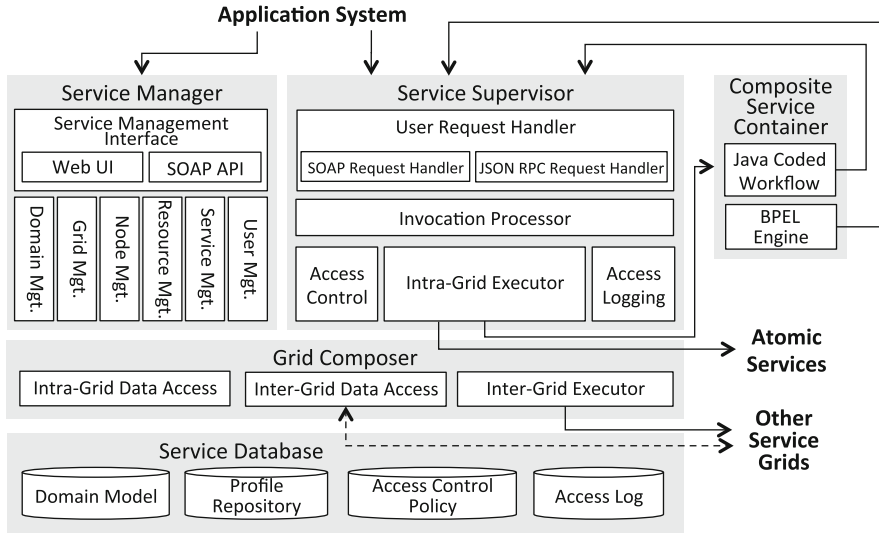 Application System
Service Manager
Service Management
Interface
Web UI
SOAP API
Domain Mgt.
Grid Mgt.
Node Mgt.
Resource Mgt.
Service Mgt.
User Mgt.
Service Supervisor
User Request Handler
SOAP Request Handler
JSON RPC Request Handler
Invocation Processor
Access
Control
Intra-Grid Executor
Access
Logging
Composite
Service
Container
Java Coded
Workflow
BPEL
Engine
Atomic
Services
Grid Composer
Intra-Grid Data Access
Inter-Grid Data Access
Inter-Grid Executor
Other
Service
Grids
Service Database
Domain Model
Profile
Repository
Access Control
Policy
Access Log